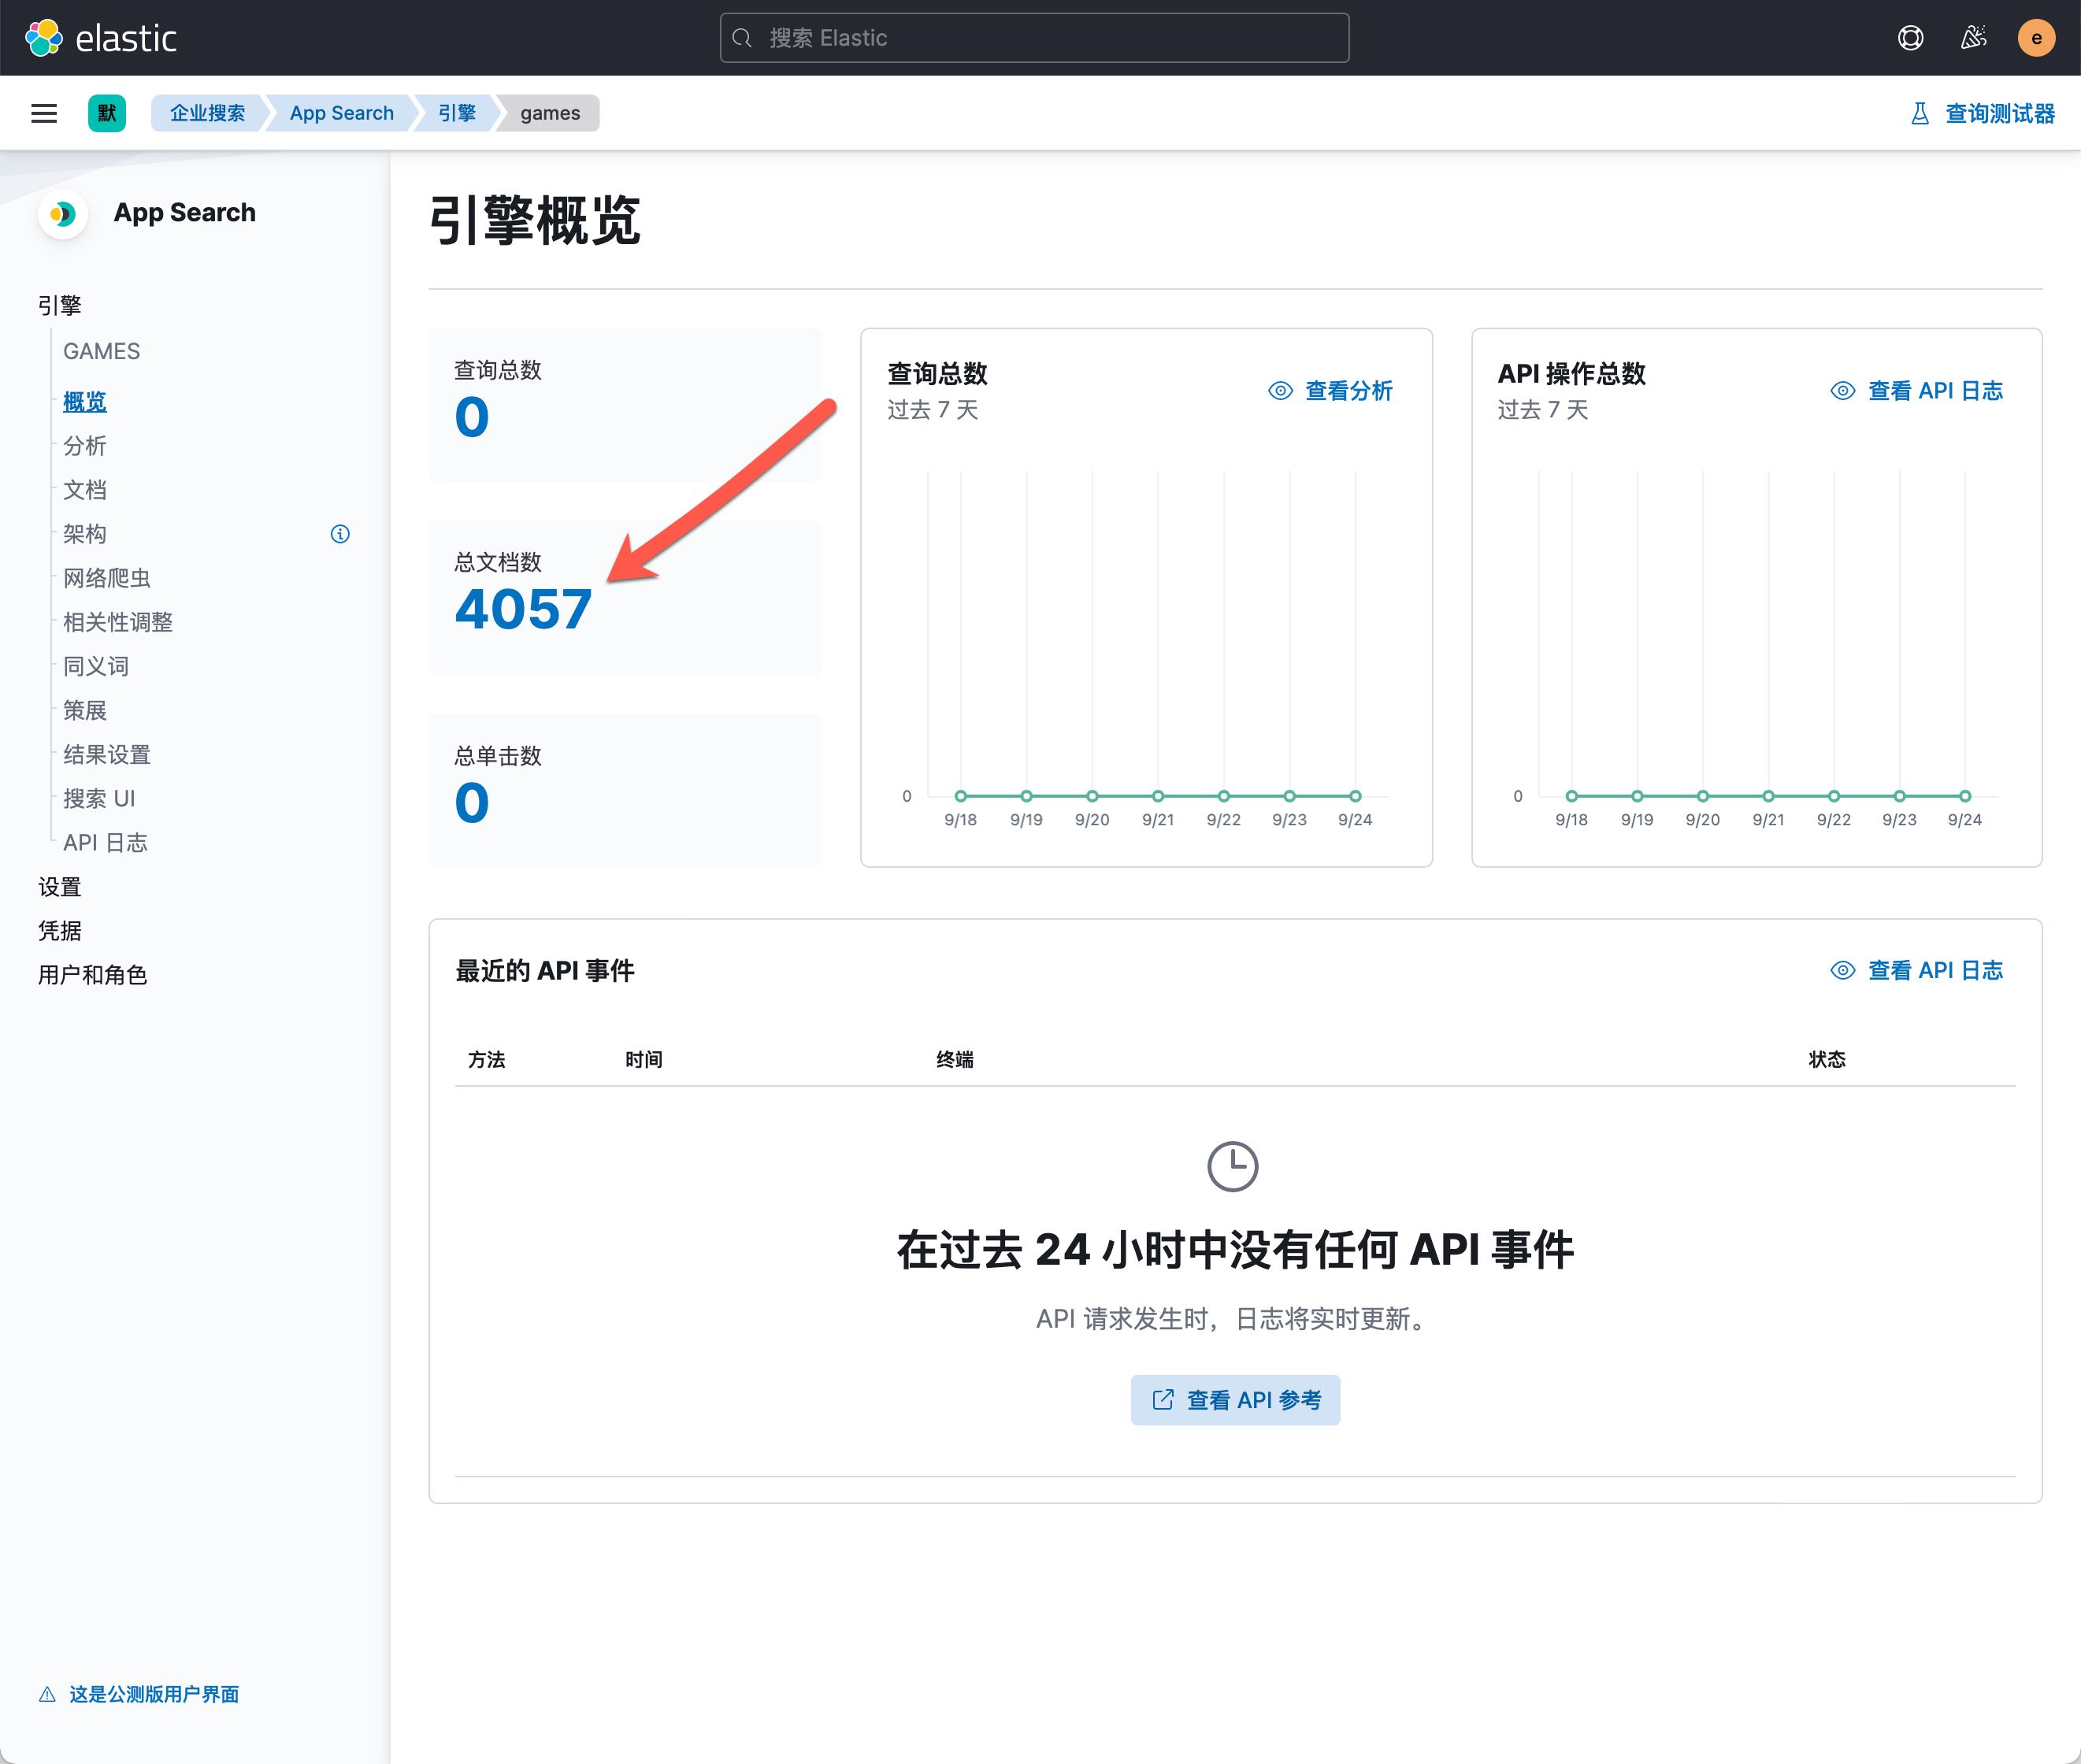 elastic
搜索 Elastic
e
默
企业搜索
App Search
引擎
games
查询测试器
App Search
引擎
GAMES
概览
分析
文档
架构
网络爬虫
相关性调整
同义词
策展
结果设置
搜索 UI
API 日志
设置
凭据
用户和角色
这是公测版用户界面
引擎概览
查询总数
0
总文档数
4057
总单击数
0
查询总数
过去 7 天
查看分析
0
9/18 9/19 9/20 9/21 9/22 9/23 9/24
API 操作总数
过去 7 天
查看 API 日志
0
9/18 9/19 9/20 9/21 9/22 9/23 9/24
最近的 API 事件
查看 API 日志
方法 时间 终端 状态
在过去 24 小时中没有任何 API 事件
API 请求发生时，日志将实时更新。
查看 API 参考